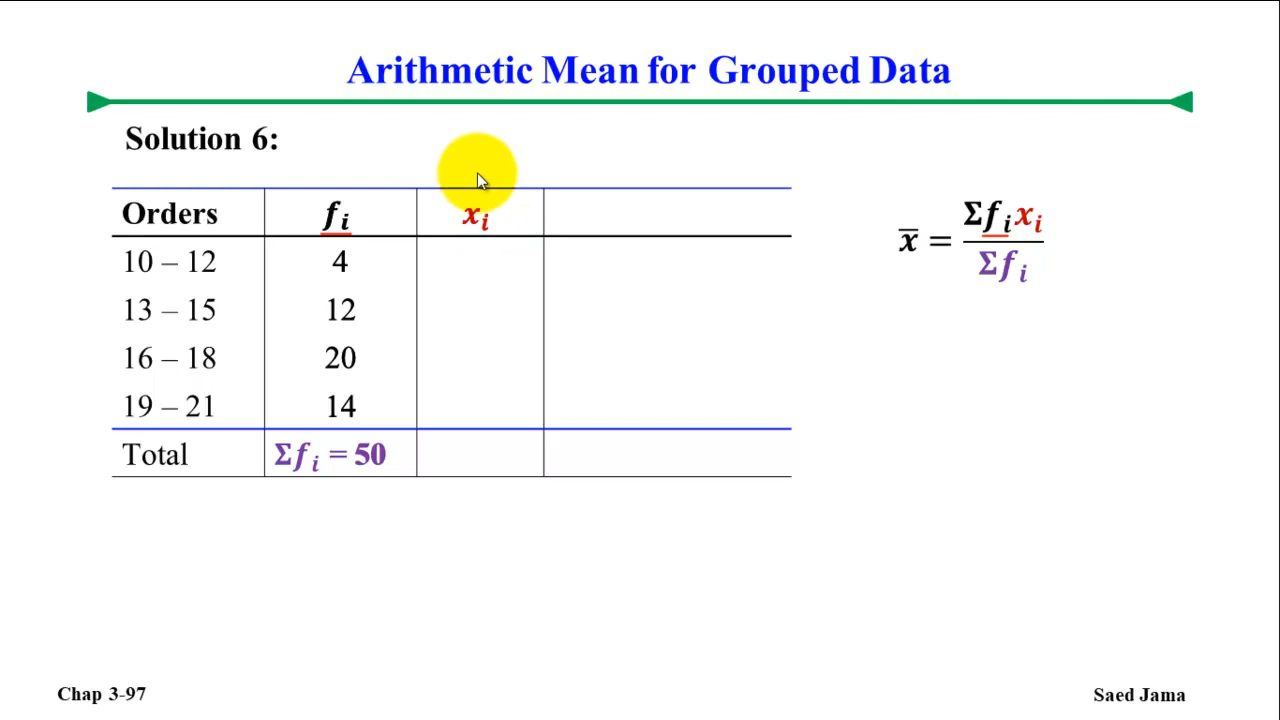 Arithmetic Mean for Grouped Data
Solution 6:
Orders fᵢ xᵢ
10 – 12 4
13 – 15 12
16 – 18 20
19 – 21 14
Total Σfᵢ = 50
x̄ = Σfᵢxᵢ / Σfᵢ
Chap 3-97
Saed Jama